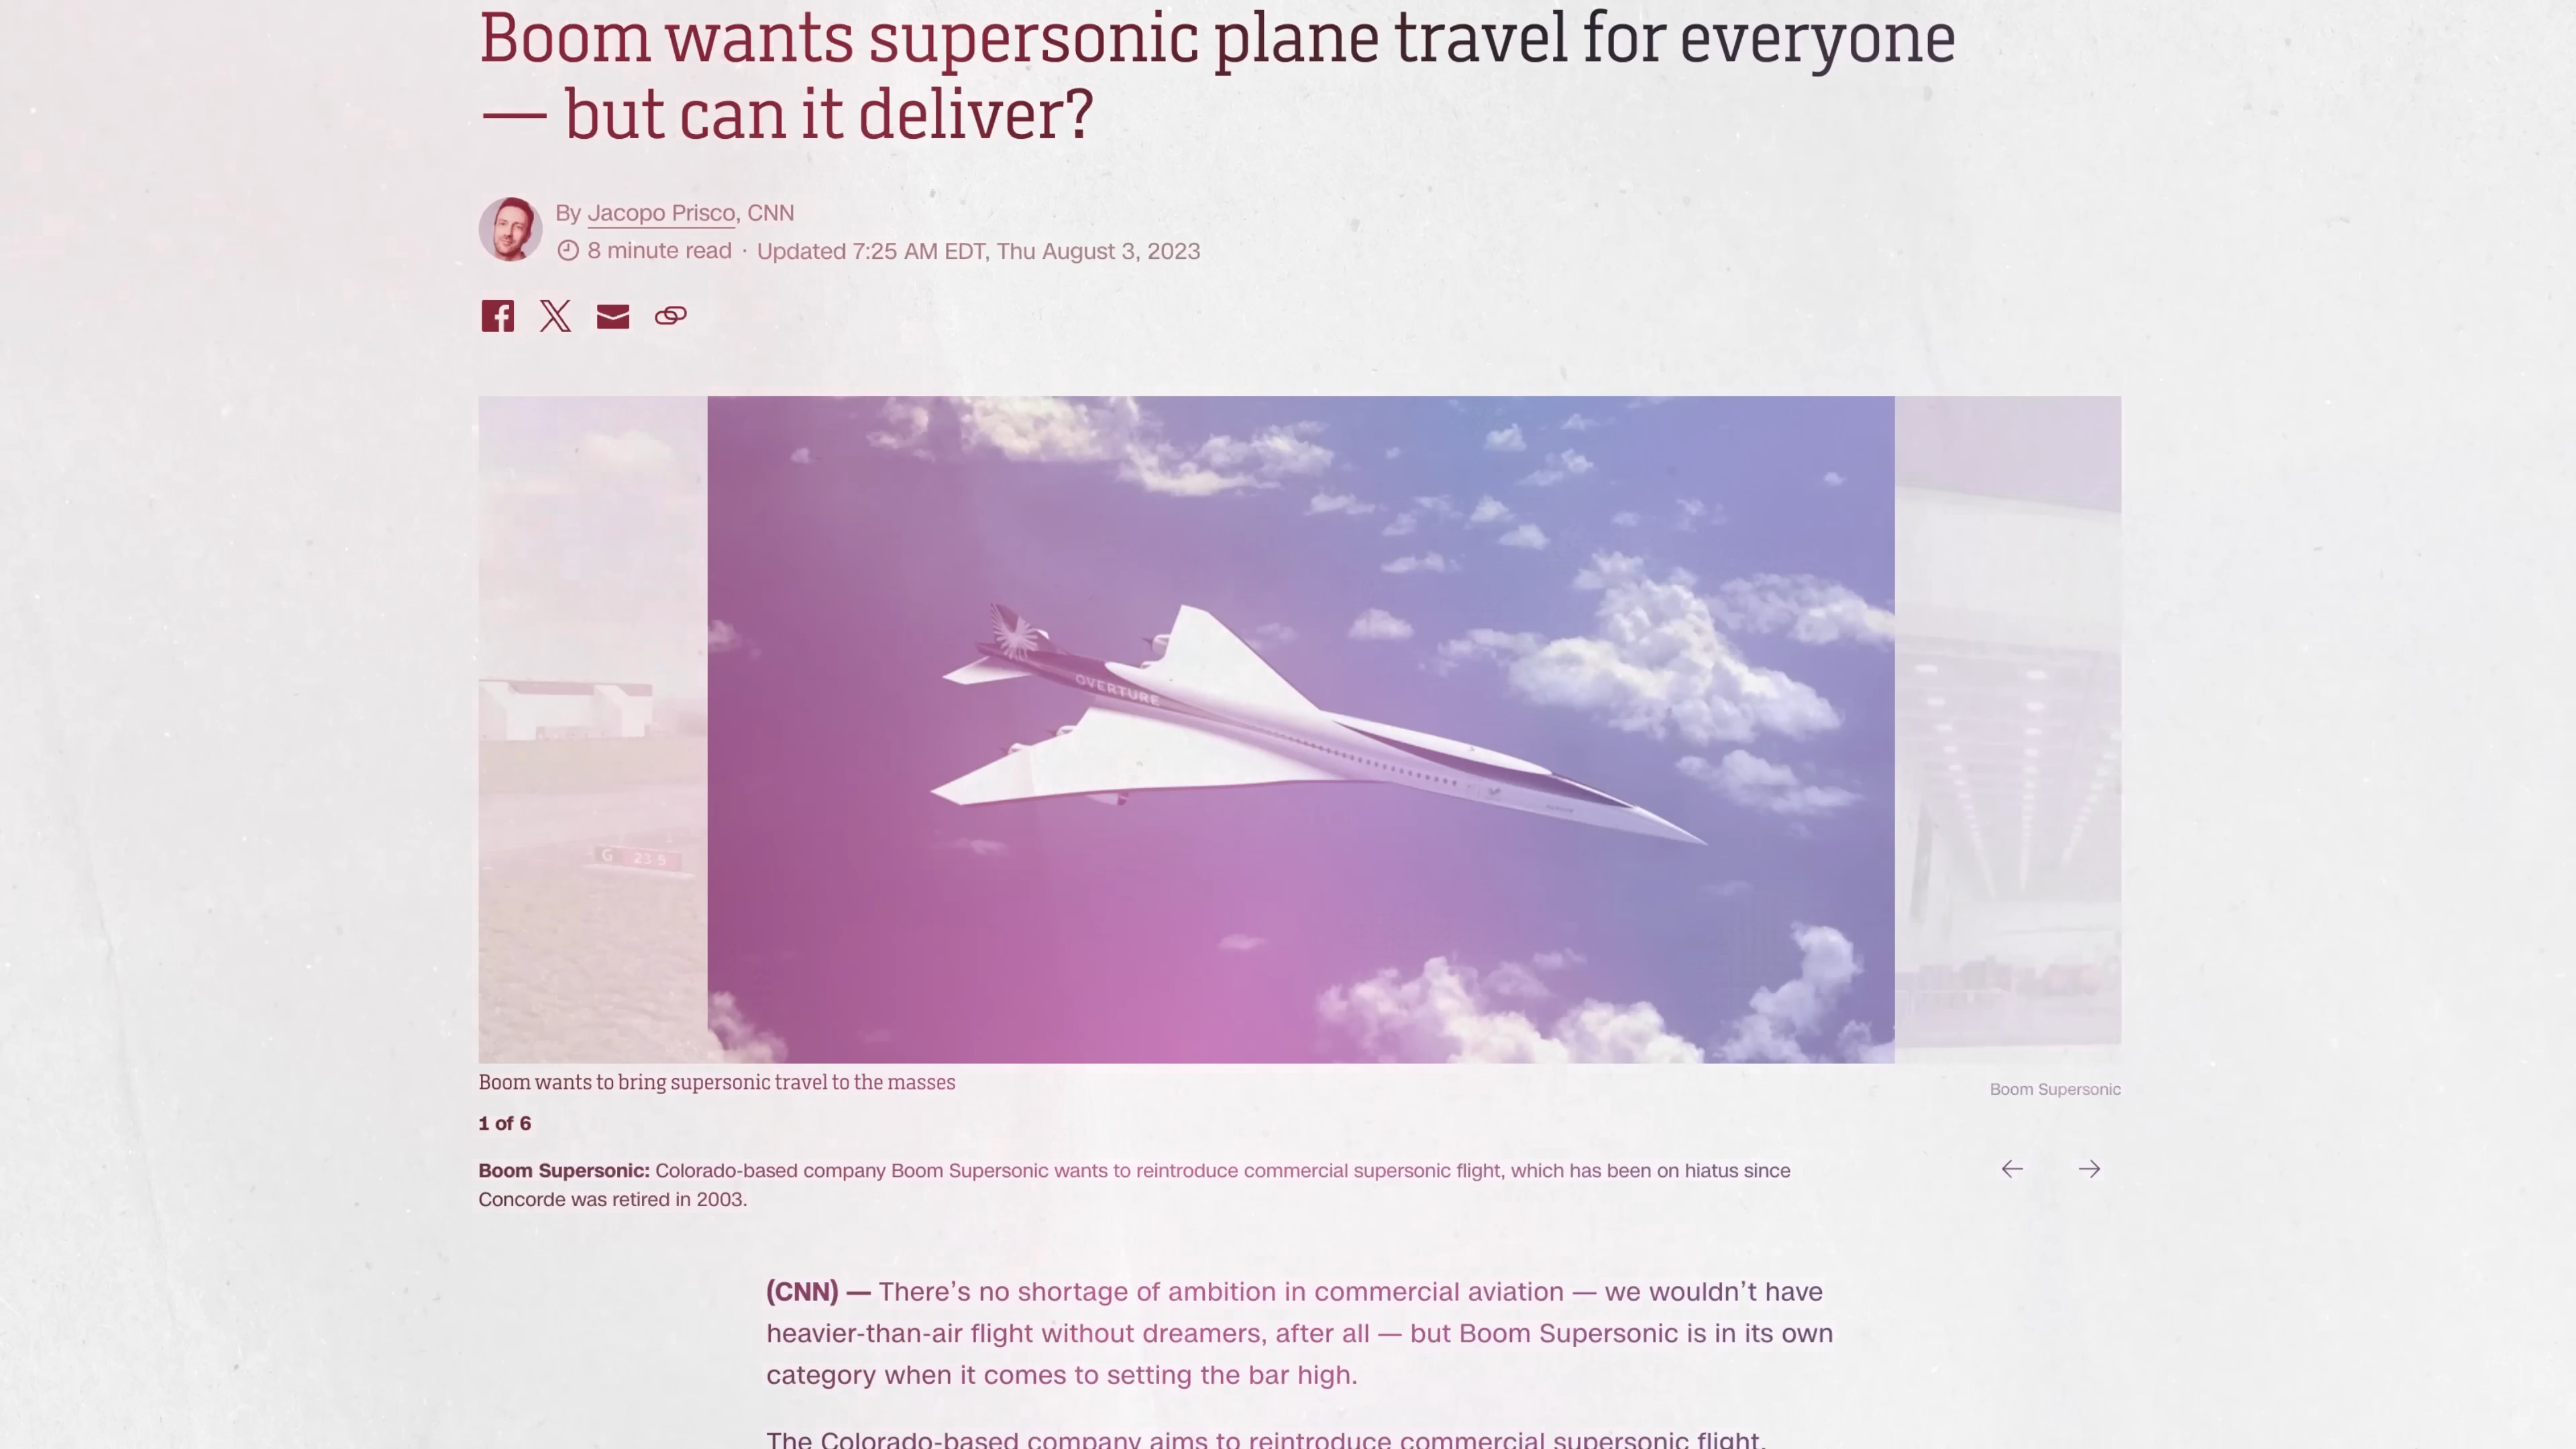 Boom wants supersonic plane travel for everyone
— but can it deliver?
By Jacopo Prisco, CNN
8 minute read · Updated 7:25 AM EDT, Thu August 3, 2023
OVERTURE
G 23.5
Boom wants to bring supersonic travel to the masses
Boom Supersonic
1 of 6
Boom Supersonic: Colorado-based company Boom Supersonic wants to reintroduce commercial supersonic flight, which has been on hiatus since
Concorde was retired in 2003.
(CNN) — There’s no shortage of ambition in commercial aviation — we wouldn’t have
heavier-than-air flight without dreamers, after all — but Boom Supersonic is in its own
category when it comes to setting the bar high.
The Colorado-based company aims to reintroduce commercial supersonic flight,